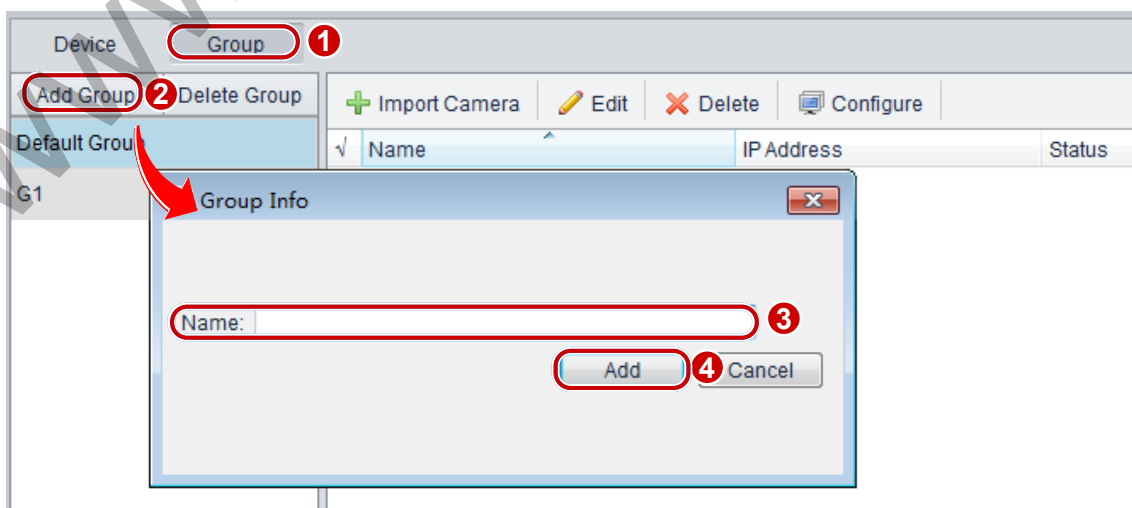 Device Group 1
Add Group 2 Delete Group Import Camera Edit Delete Configure
Default Group √ Name IP Address Status
G1 Group Info
Name: 3
Add 4 Cancel